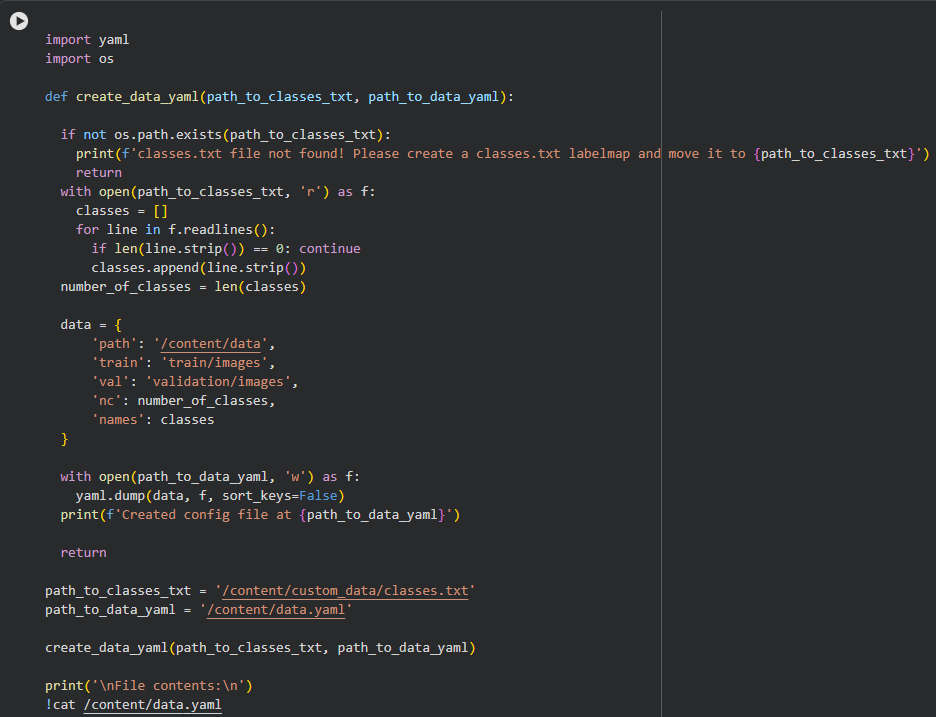 import yaml
import os
def create_data_yaml(path_to_classes_txt, path_to_data_yaml):
  if not os.path.exists(path_to_classes_txt):
    print(f'classes.txt file not found! Please create a classes.txt labelmap and move it to {path_to_classes_txt}')
    return
  with open(path_to_classes_txt, 'r') as f:
    classes = []
    for line in f.readlines():
      if len(line.strip()) == 0: continue
      classes.append(line.strip())
  number_of_classes = len(classes)
  data = {
      'path': '/content/data',
      'train': 'train/images',
      'val': 'validation/images',
      'nc': number_of_classes,
      'names': classes
  }
  with open(path_to_data_yaml, 'w') as f:
    yaml.dump(data, f, sort_keys=False)
  print(f'Created config file at {path_to_data_yaml}')
  return
path_to_classes_txt = '/content/custom_data/classes.txt'
path_to_data_yaml = '/content/data.yaml'
create_data_yaml(path_to_classes_txt, path_to_data_yaml)
print('\nFile contents:\n')
!cat /content/data.yaml